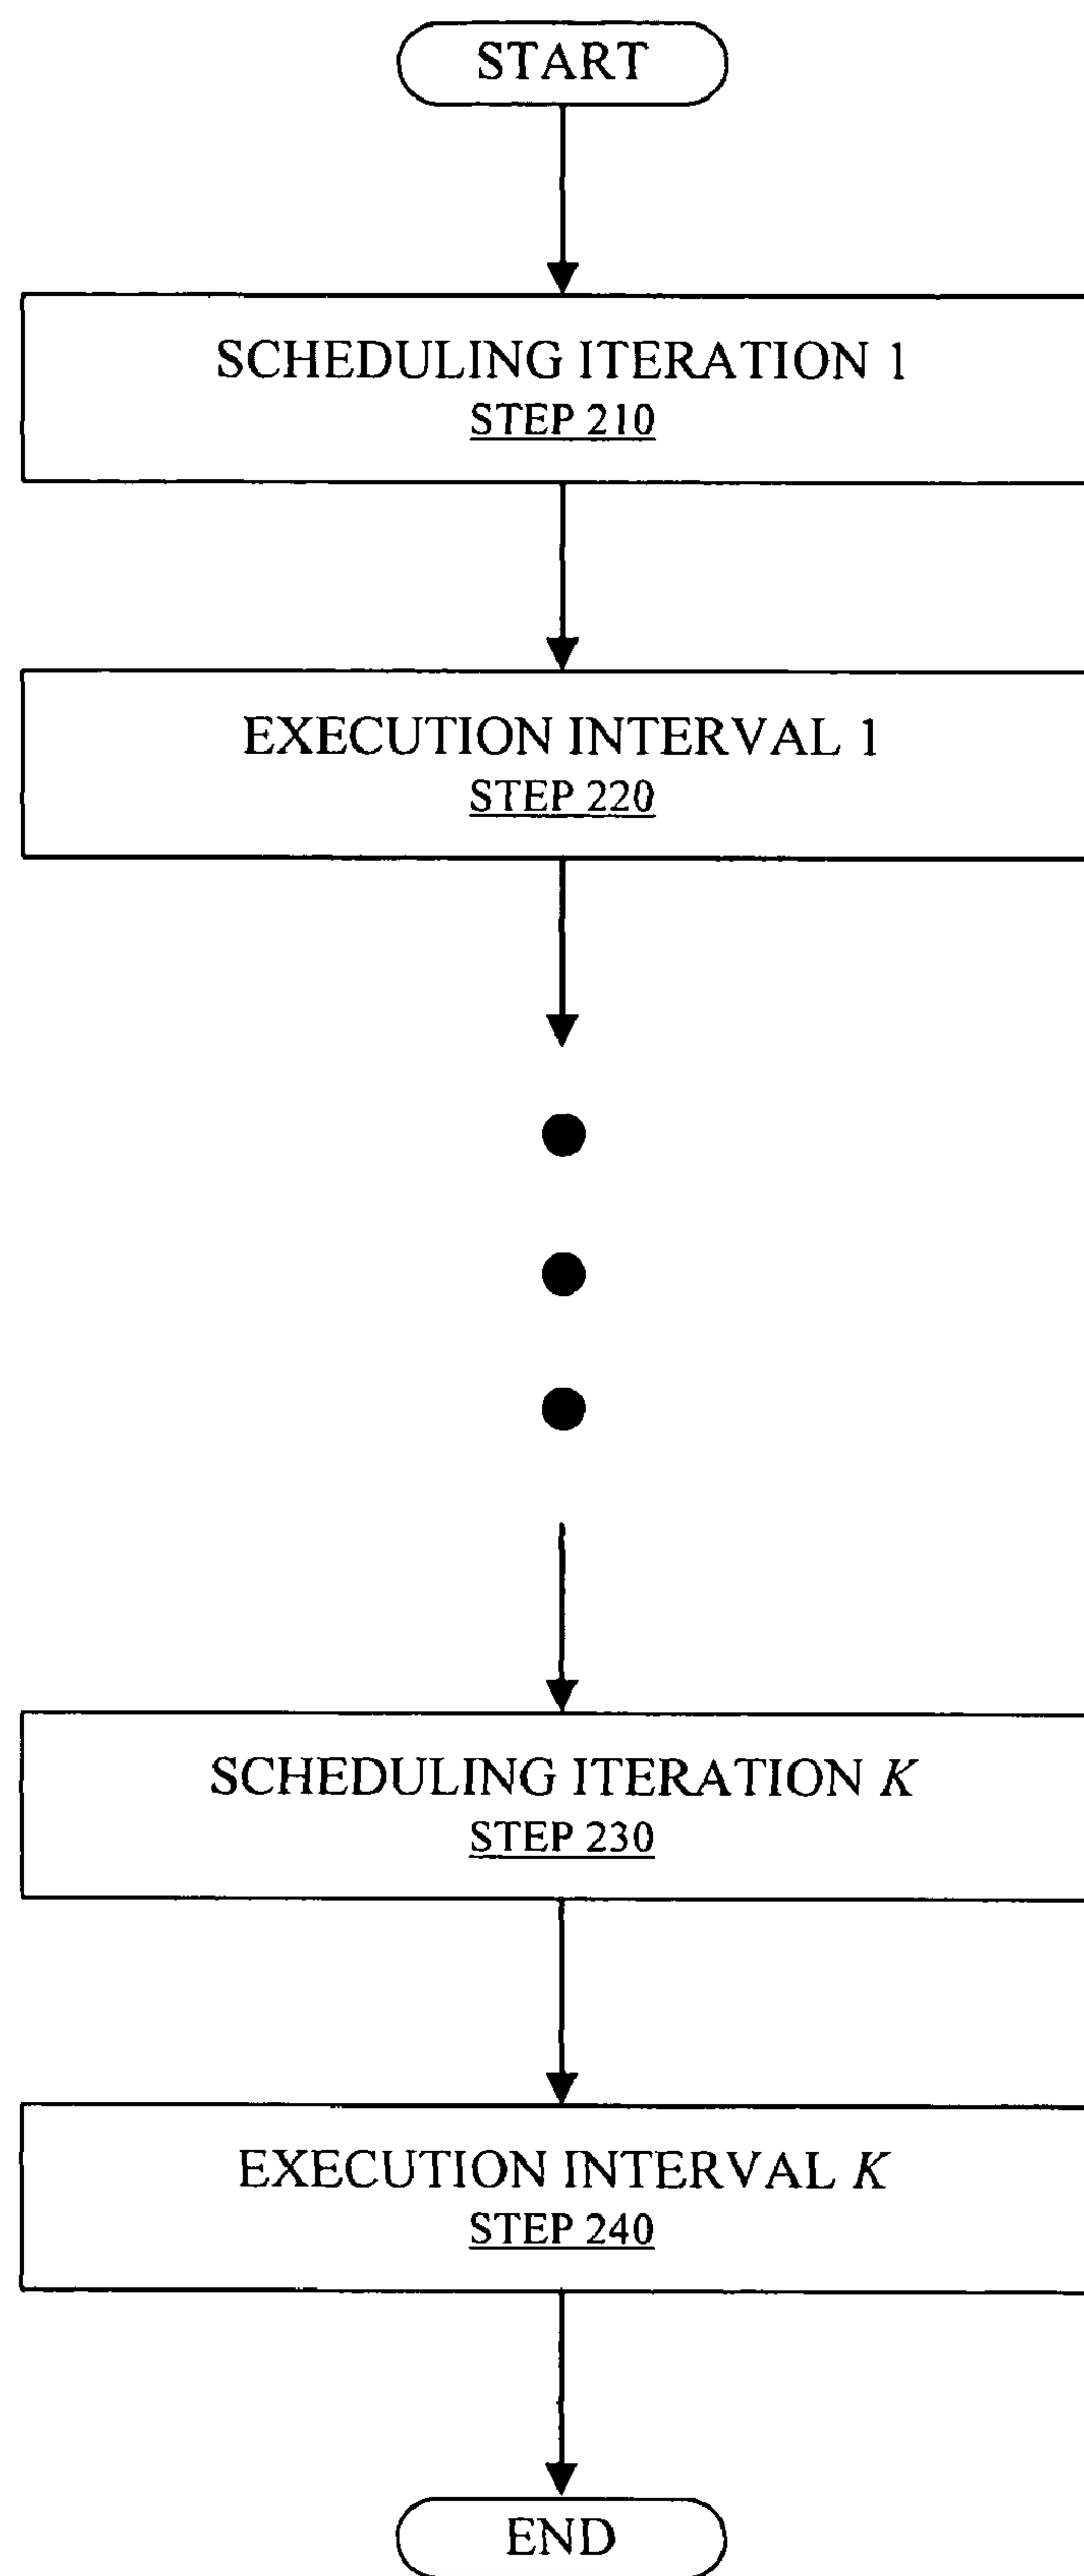 START
SCHEDULING ITERATION 1
STEP 210
EXECUTION INTERVAL 1
STEP 220
SCHEDULING ITERATION K
STEP 230
EXECUTION INTERVAL K
STEP 240
END